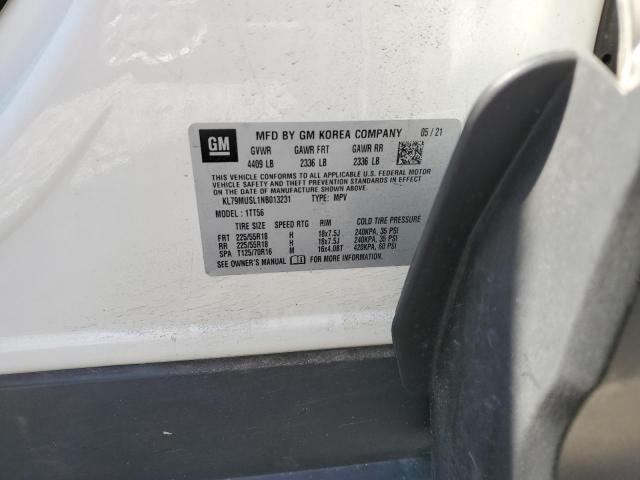 GM
MFD BY GM KOREA COMPANY 05 / 21
GVWR GAWR FRT GAWR RR
4409 LB 2336 LB 2336 LB
THIS VEHICLE CONFORMS TO ALL APPLICABLE U.S. FEDERAL MOTOR
VEHICLE SAFETY, BUMPER, AND THEFT PREVENTION STANDARDS IN
EFFECT ON THE DATE OF MANUFACTURE SHOWN ABOVE.
KL79MUSL1NB013231 TYPE: MPV
MODEL : 1TT56
TIRE SIZE SPEED RTG RIM COLD TIRE PRESSURE
FRT 225/55R18 H 18x7.5J 240KPA, 35 PSI
RR 225/55R18 H 18x7.5J 240KPA, 35 PSI
SPA T125/70R16 M 16x4.0BT 420KPA, 60 PSI
SEE OWNER'S MANUAL FOR MORE INFORMATION